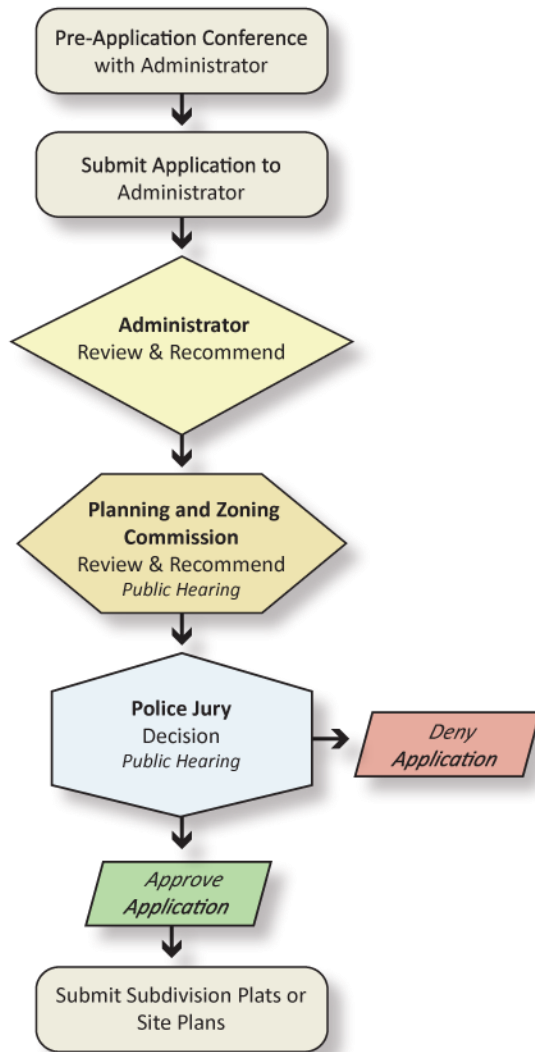 Pre-Application Conference
with Administrator
Submit Application to
Administrator
Administrator
Review & Recommend
Planning and Zoning
Commission
Review & Recommend
Public Hearing
Police Jury
Decision
Public Hearing
Deny
Application
Approve
Application
Submit Subdivision Plats or
Site Plans